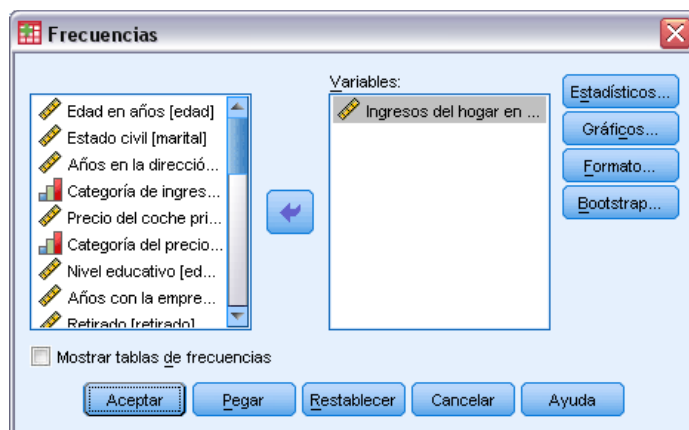 Frecuencias
Variables:
Edad en años [edad]
Estado civil [marital]
Años en la direcció...
Categoría de ingres...
Precio del coche pri...
Categoría del precio...
Nivel educativo [ed...
Años con la empre...
Retirado [retirado]
Ingresos del hogar en ...
Estadísticos...
Gráficos...
Formato...
Bootstrap...
Mostrar tablas de frecuencias
Aceptar
Pegar
Restablecer
Cancelar
Ayuda